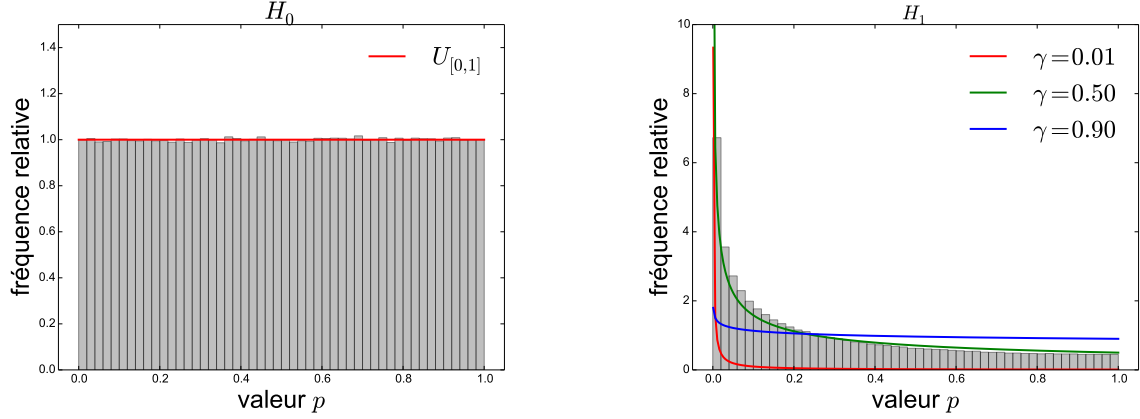 H₀
U[0,1]
fréquence relative
1.4
1.2
1.0
0.8
0.6
0.4
0.2
0.0
0.0 0.2 0.4 0.6 0.8 1.0
valeur p
H₁
γ=0.01
γ=0.50
γ=0.90
fréquence relative
10
8
6
4
2
0
0.0 0.2 0.4 0.6 0.8 1.0
valeur p